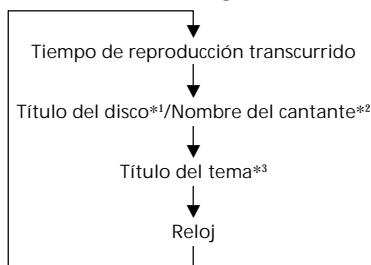 Tiempo de reproducción transcurrido
Título del disco*1/Nombre del cantante*2
Título del tema*3
Reloj